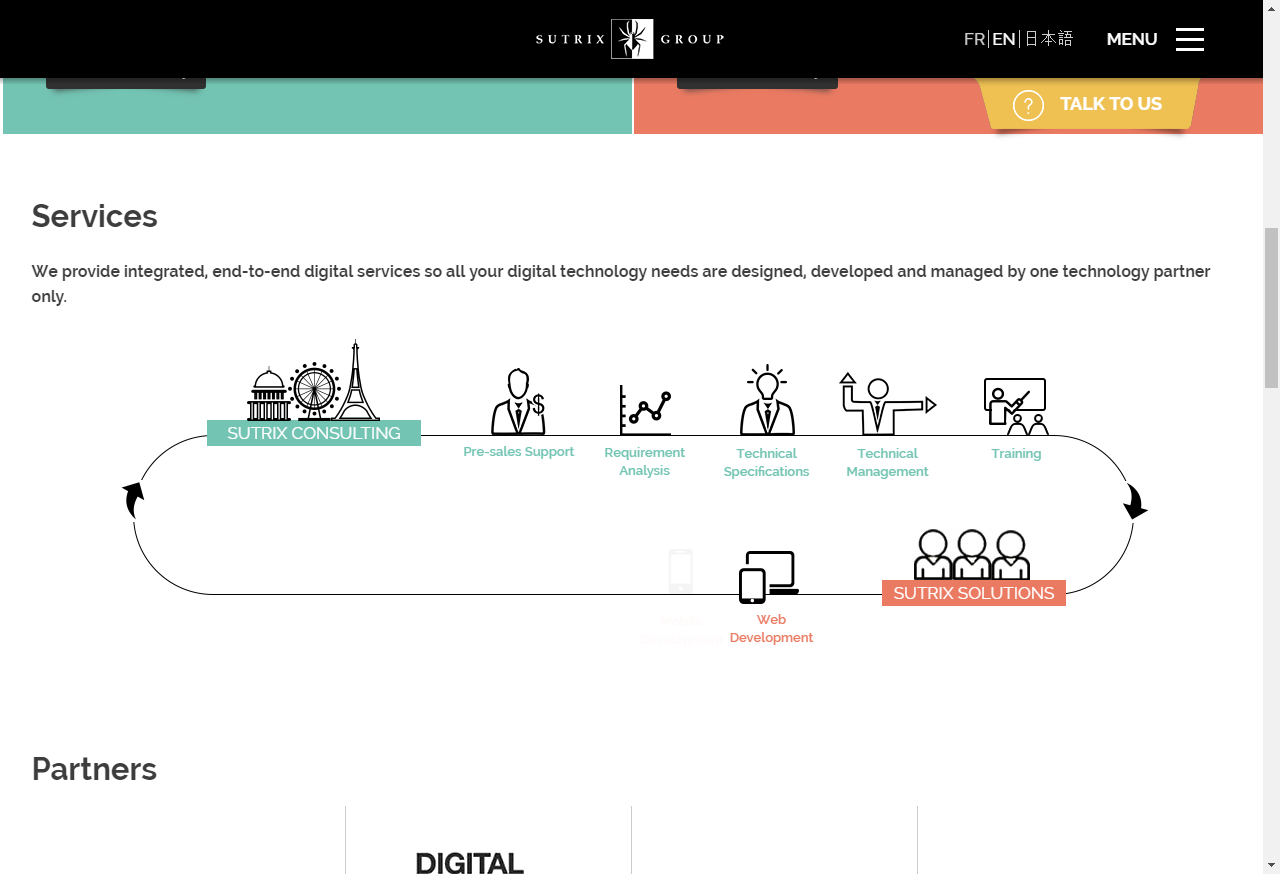 SUTRIX GROUP
FR|EN|日本語
MENU
TALK TO US
Services
We provide integrated, end-to-end digital services so all your digital technology needs are designed, developed and managed by one technology partner
only.
SUTRIX CONSULTING
Pre-sales Support
Requirement
Analysis
Technical
Specifications
Technical
Management
Training
SUTRIX SOLUTIONS
Web
Development
Partners
DIGITAL